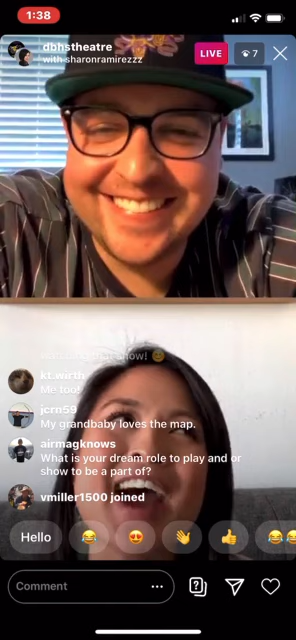 1:38
dbhstheatre
with sharonramirezzz
LIVE
7
show! 😊
kt.wirth
Me too!
jcrn59
My grandbaby loves the map.
airmagknows
What is your dream role to play and or
show to be a part of?
vmiller1500 joined
Hello 😂 😍 👋 👍 😂😂
Comment